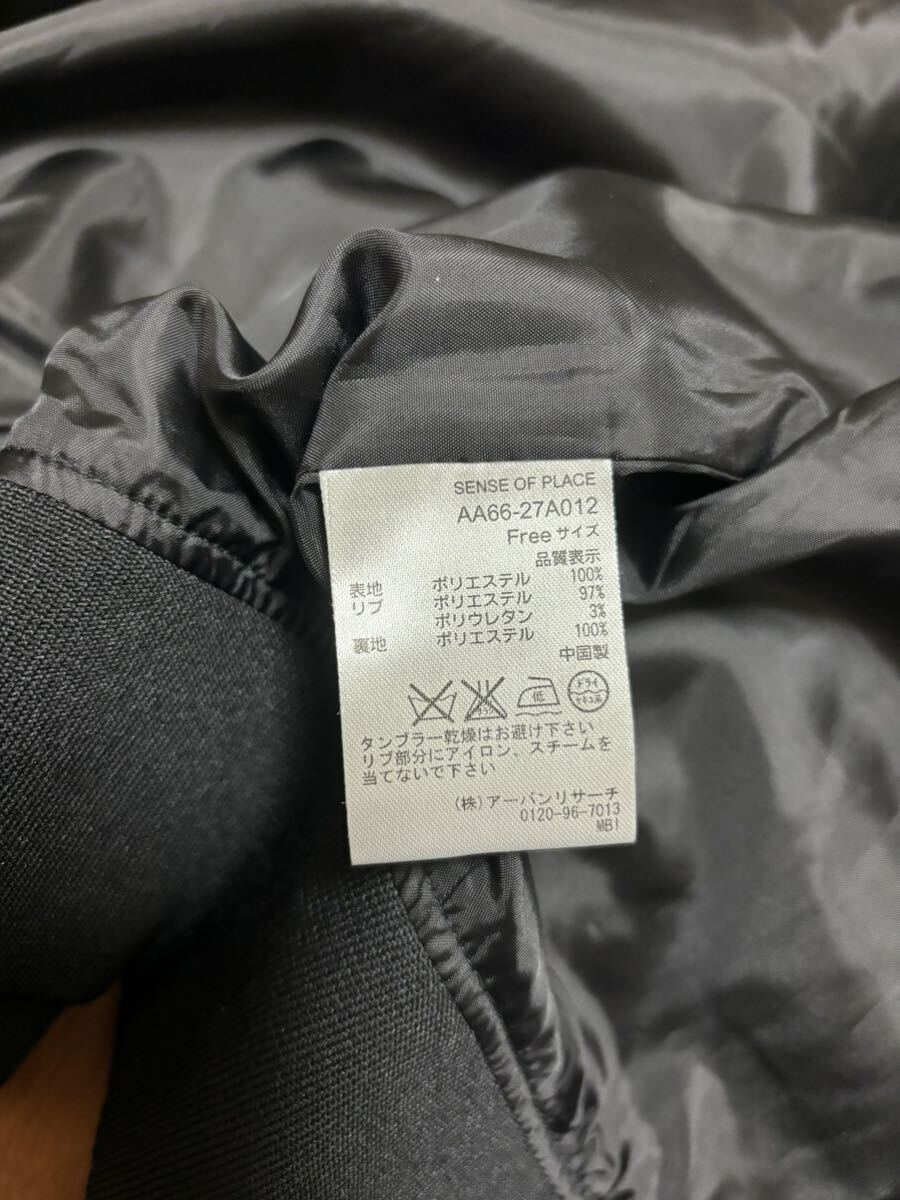 SENSE OF PLACE
AA66-27A012
Free サイズ
品質表示
表地 ポリエステル 100%
リブ ポリエステル 97%
ポリウレタン 3%
裏地 ポリエステル 100%
中国製
低 ドライ
タンブラー乾燥はお避け下さい
リブ部分にアイロン、スチームを
当てないで下さい
(株) アーバンリサーチ
0120-96-7013
MBI